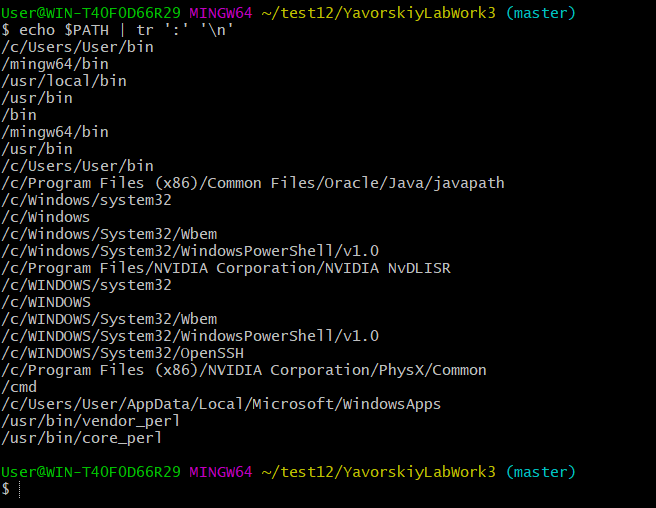 User@WIN-T40F0D66R29 MINGW64 ~/test12/YavorskiyLabWork3 (master)
$ echo $PATH | tr ':' '\n'
/c/Users/User/bin
/mingw64/bin
/usr/local/bin
/usr/bin
/bin
/mingw64/bin
/usr/bin
/c/Users/User/bin
/c/Program Files (x86)/Common Files/Oracle/Java/javapath
/c/Windows/system32
/c/Windows
/c/Windows/System32/Wbem
/c/Windows/System32/WindowsPowerShell/v1.0
/c/Program Files/NVIDIA Corporation/NVIDIA NvDLISR
/c/WINDOWS/system32
/c/WINDOWS
/c/WINDOWS/System32/Wbem
/c/WINDOWS/System32/WindowsPowerShell/v1.0
/c/WINDOWS/System32/OpenSSH
/c/Program Files (x86)/NVIDIA Corporation/PhysX/Common
/cmd
/c/Users/User/AppData/Local/Microsoft/WindowsApps
/usr/bin/vendor_perl
/usr/bin/core_perl
User@WIN-T40F0D66R29 MINGW64 ~/test12/YavorskiyLabWork3 (master)
$